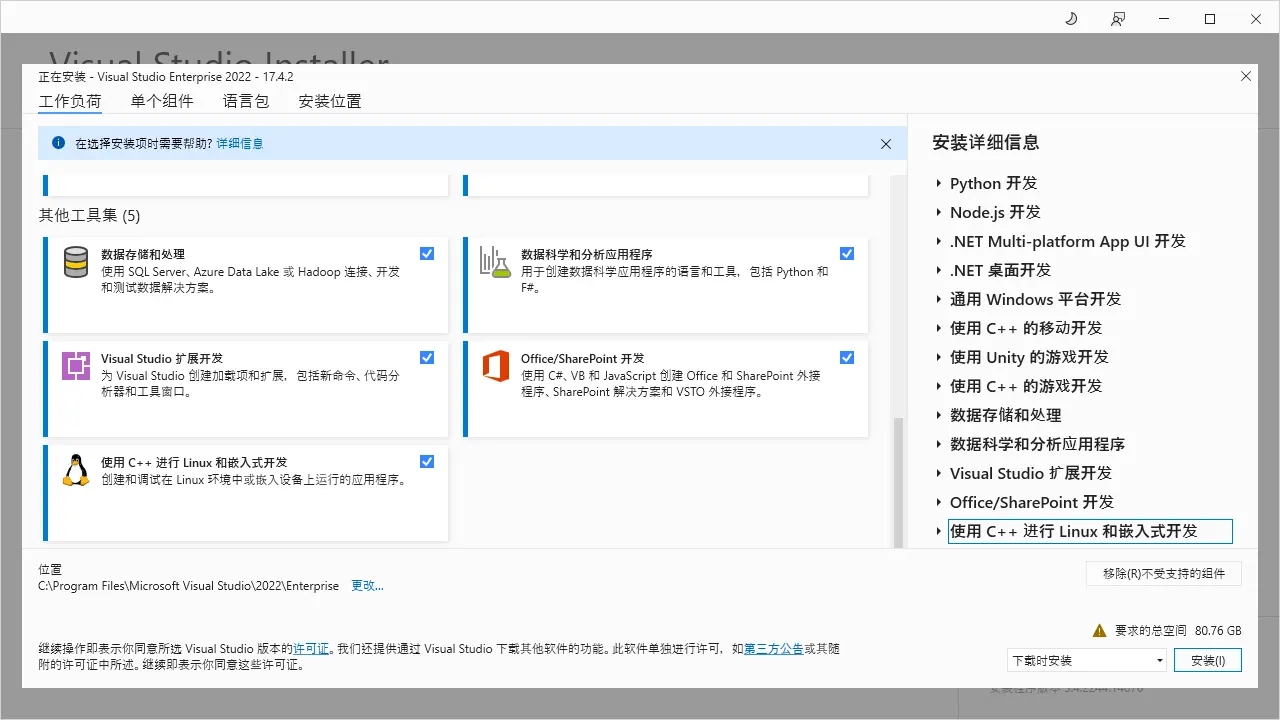 Visual Studio Installer
正在安装 - Visual Studio Enterprise 2022 - 17.4.2
工作负荷 单个组件 语言包 安装位置
在选择安装项时需要帮助? 详细信息
其他工具集 (5)
数据存储和处理
使用 SQL Server、Azure Data Lake 或 Hadoop 连接、开发
和测试数据解决方案。
数据科学和分析应用程序
用于创建数据科学应用程序的语言和工具，包括 Python 和
F#。
Visual Studio 扩展开发
为 Visual Studio 创建加载项和扩展，包括新命令、代码分
析器和工具窗口。
Office/SharePoint 开发
使用 C#、VB 和 JavaScript 创建 Office 和 SharePoint 外接
程序、SharePoint 解决方案和 VSTO 外接程序。
使用 C++ 进行 Linux 和嵌入式开发
创建和调试在 Linux 环境中或嵌入设备上运行的应用程序。
安装详细信息
Python 开发
Node.js 开发
.NET Multi-platform App UI 开发
.NET 桌面开发
通用 Windows 平台开发
使用 C++ 的移动开发
使用 Unity 的游戏开发
使用 C++ 的游戏开发
数据存储和处理
数据科学和分析应用程序
Visual Studio 扩展开发
Office/SharePoint 开发
使用 C++ 进行 Linux 和嵌入式开发
位置
C:\Program Files\Microsoft Visual Studio\2022\Enterprise 更改...
移除(R)不受支持的组件
要求的总空间 80.76 GB
继续操作即表示你同意所选 Visual Studio 版本的许可证。我们还提供通过 Visual Studio 下载其他软件的功能。此软件单独进行许可，如第三方公告或其随
附的许可证中所述。继续即表示你同意这些许可证。
下载时安装
安装(I)